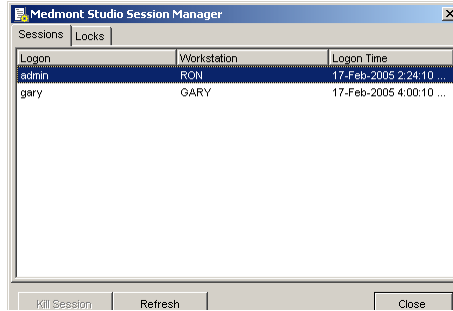 Medmont Studio Session Manager
Sessions Locks
Logon Workstation Logon Time
admin RON 17-Feb-2005 2:24:10 ...
gary GARY 17-Feb-2005 4:00:10 ...
Kill Session Refresh Close